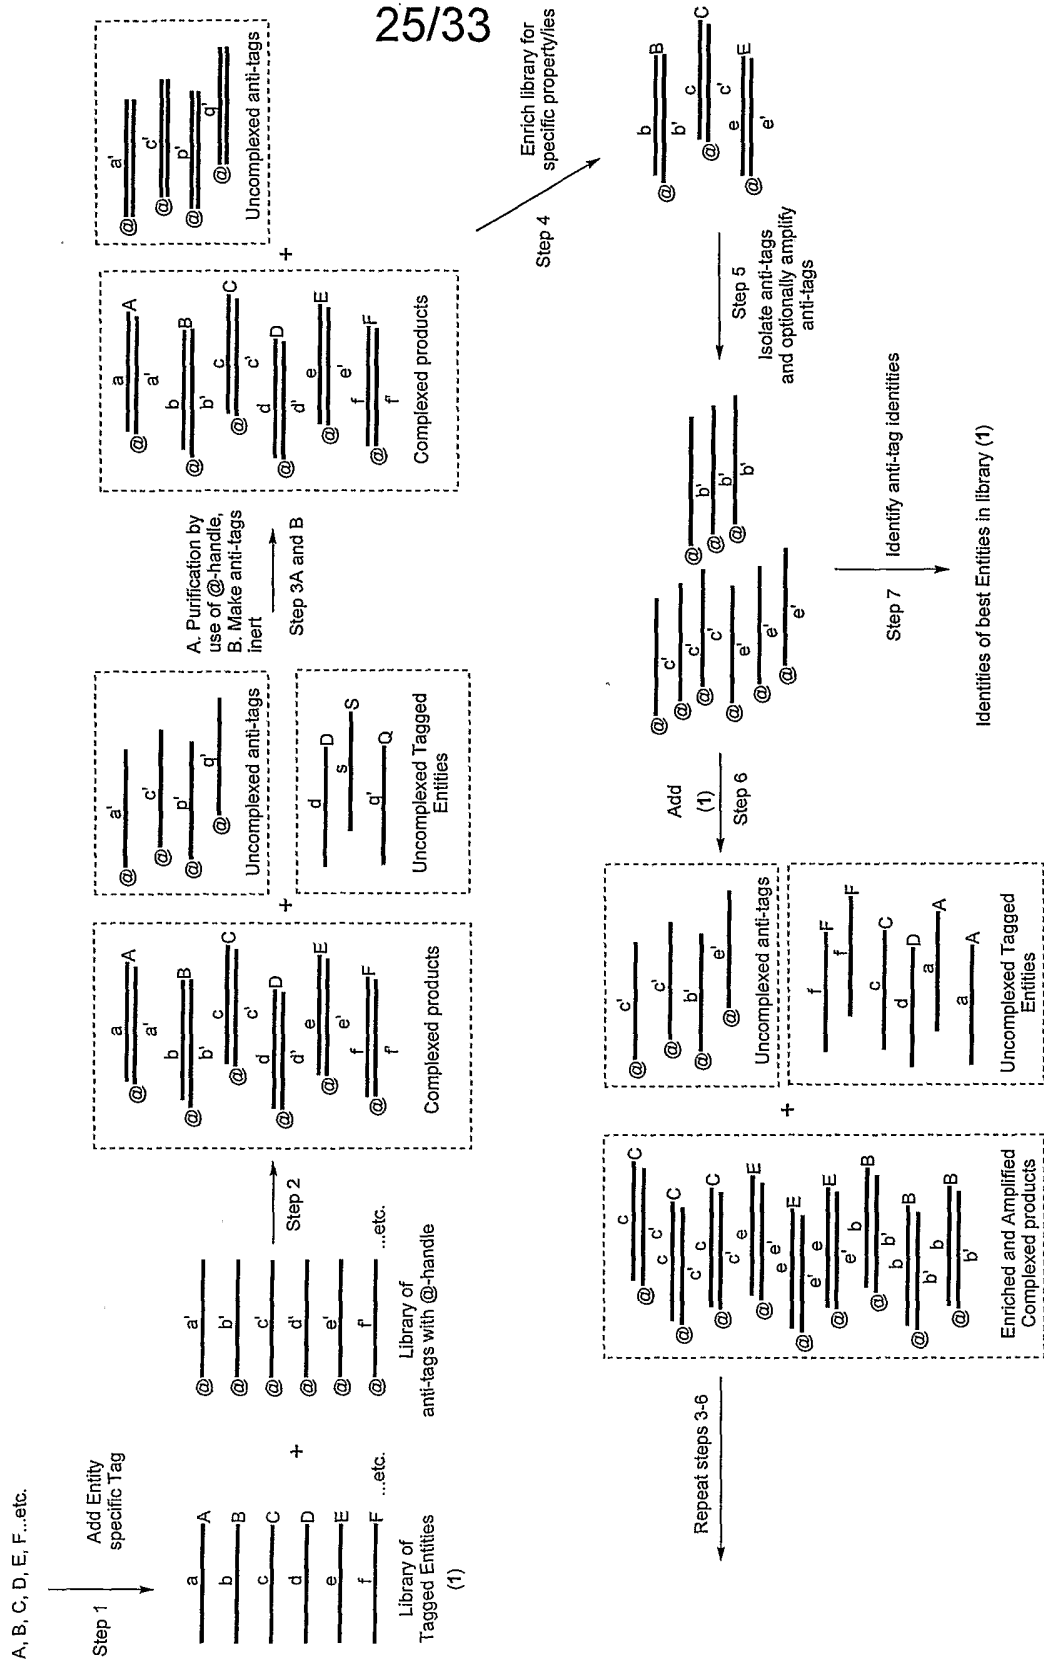 25/33
A, B, C, D, E, F...etc.
Step 1
Add Entity
specific Tag
a
A
b
B
c
C
d
D
e
E
f
F
...etc.
Library of
Tagged Entities
(1)
+
@
a'
@
b'
@
c'
@
d'
@
e'
@
f'
...etc.
Library of
anti-tags with @-handle
Step 2
a
A
@
a'
b
B
@
b'
c
C
@
c'
d
D
@
d'
e
E
@
e'
f
F
@
f'
Complexed products
+
@
a'
@
c'
@
p'
@
q'
Uncomplexed anti-tags
d
D
s
S
q'
Q
Uncomplexed Tagged
Entities
A. Purification by
use of @-handle,
B. Make anti-tags
inert
Step 3A and B
a
A
@
a'
b
B
@
b'
c
C
@
c'
d
D
@
d'
e
E
@
e'
f
F
@
f'
Complexed products
+
@
a'
@
c'
@
p'
@
q'
Uncomplexed anti-tags
Step 4
Enrich library for
specific property/ies
b
B
@
b'
c
C
@
c'
e
E
@
e'
Step 5
Isolate anti-tags
and optionally amplify
anti-tags
@
c'
@
c'
@
c'
@
e'
@
e'
@
e'
@
b'
@
b'
@
b'
Step 7
Identify anti-tag identities
Identities of best Entities in library (1)
Add
(1)
Step 6
@
c'
@
c'
@
b'
@
e'
Uncomplexed anti-tags
f
F
f
F
c
C
d
D
a
A
a
A
Uncomplexed Tagged
Entities
+
c
C
@
c'
c
C
@
c'
c
C
@
c'
e
E
@
e'
e
E
@
e'
e
E
@
e'
b
B
@
b'
b
B
@
b'
b
B
@
b'
Enriched and Amplified
Complexed products
Repeat steps 3-6